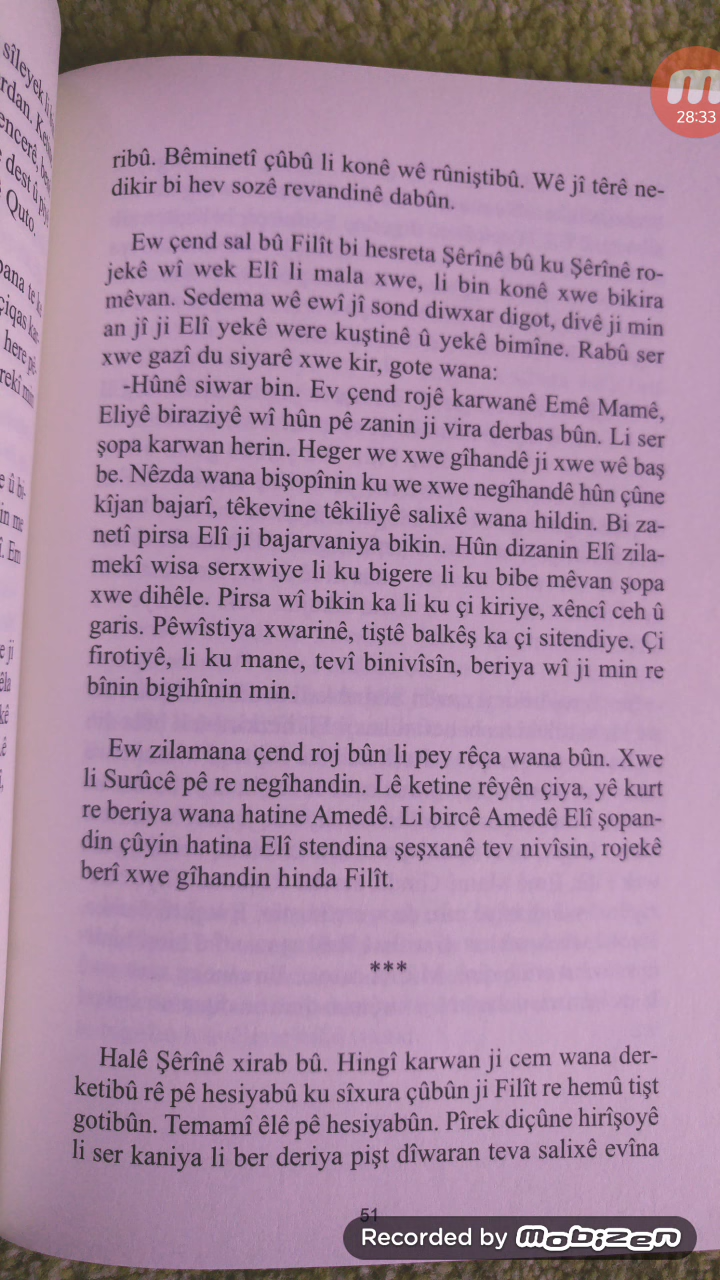 ribû. Bêminetî çûbû li konê wê rûniştibû. Wê jî têrê ne-
dikir bi hev sozê revandinê dabûn.
Ew çend sal bû Filît bi hesreta Şêrînê bû ku Şêrînê ro-
jekê wî wek Elî li mala xwe, li bin konê xwe bikira
mêvan. Sedema wê ewî jî sond diwxar digot, divê ji min
an jî ji Elî yekê were kuştinê û yekê bimîne. Rabû ser
xwe gazî du siyarê xwe kir, gote wana:
-Hûnê siwar bin. Ev çend rojê karwanê Emê Mamê,
Eliyê biraziyê wî hûn pê zanin ji vira derbas bûn. Li ser
şopa karwan herin. Heger we xwe gîhandê ji xwe wê baş
be. Nêzda wana bişopînin ku we xwe negîhandê hûn çûne
kîjan bajarî, têkevine têkiliyê salixê wana hildin. Bi za-
netî pirsa Elî ji bajarvaniya bikin. Hûn dizanin Elî zila-
mekî wisa serxwiye li ku bigere li ku bibe mêvan şopa
xwe dihêle. Pirsa wî bikin ka li ku çi kiriye, xêncî ceh û
garis. Pêwîstiya xwarinê, tiştê balkêş ka çi sitendiye. Çi
firotiyê, li ku mane, tevî binivîsîn, beriya wî ji min re
bînin bigihînin min.
Ew zilamana çend roj bûn li pey rêça wana bûn. Xwe
li Surûcê pê re negîhandin. Lê ketine rêyên çiya, yê kurt
re beriya wana hatine Amedê. Li bircê Amedê Elî şopan-
din çûyin hatina Elî stendina şeşxanê tev nivîsin, rojekê
berî xwe gîhandin hinda Filît.
***
Halê Şêrînê xirab bû. Hingî karwan ji cem wana der-
ketibû rê pê hesiyabû ku sîxura çûbûn ji Filît re hemû tişt
gotibûn. Temamî êlê pê hesiyabûn. Pîrek diçûne hirîşoyê
li ser kaniya li ber deriya pişt dîwaran teva salixê evîna
51
28:33
Recorded by mobizen